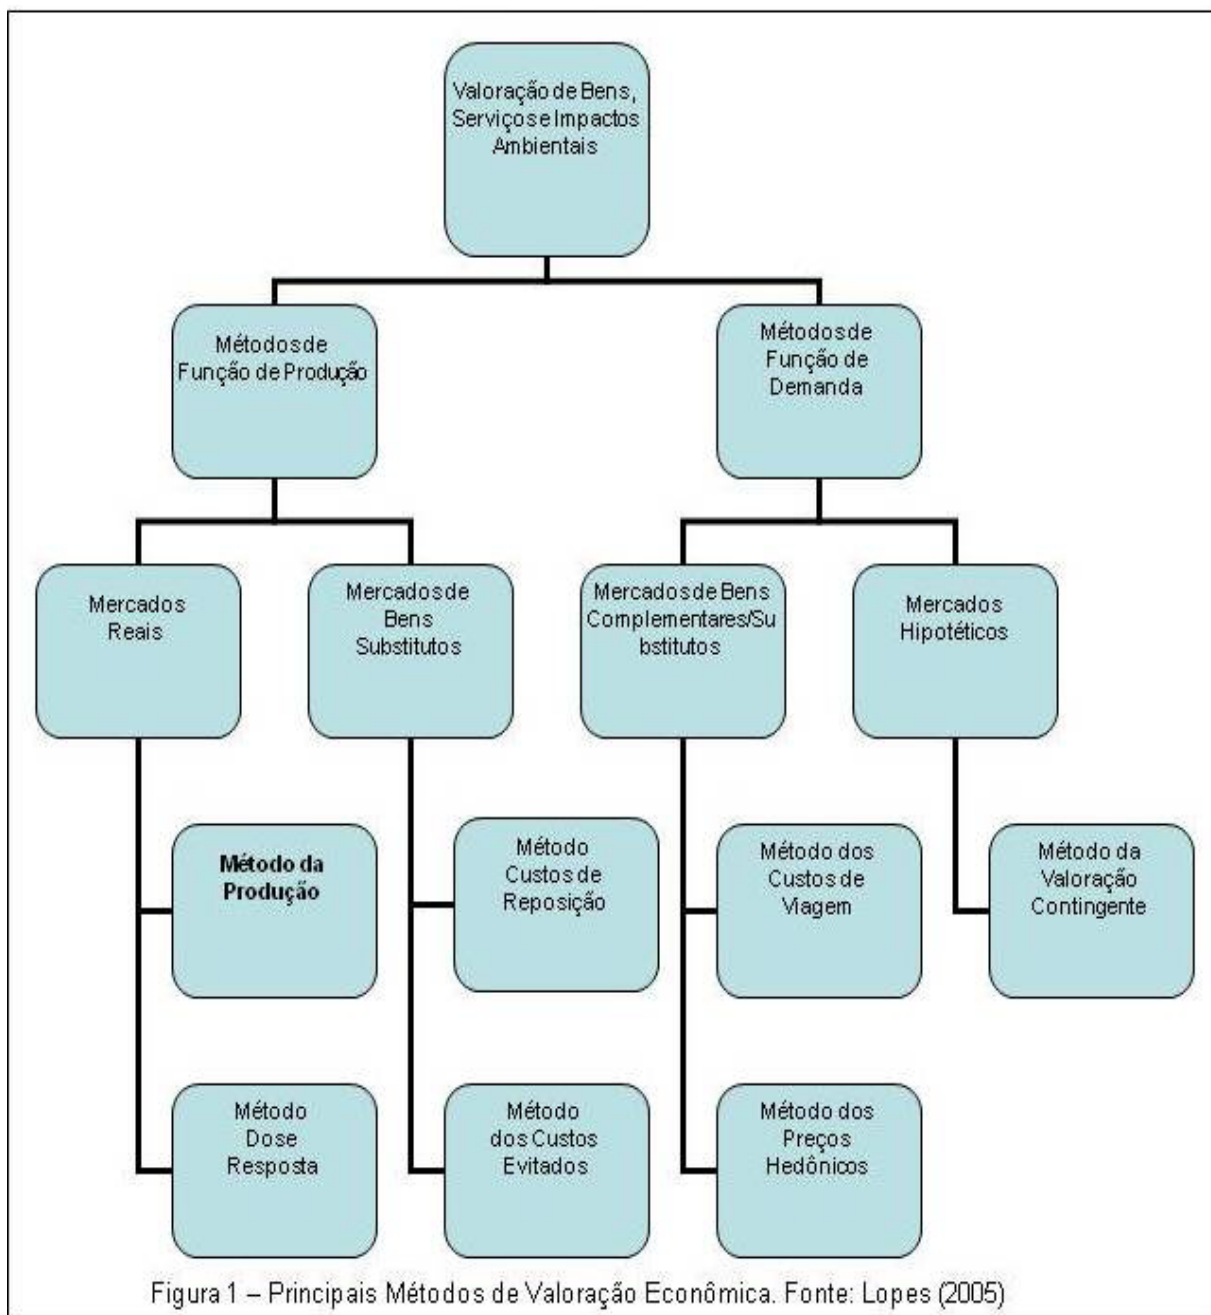 Valoração de Bens,
Serviços e Impactos
Ambientais
Métodos de
Função de Produção
Métodos de
Função de
Demanda
Mercados
Reais
Mercados de
Bens
Substitutos
Mercados de Bens
Complementares/Su
bstitutos
Mercados
Hipotéticos
Método da
Produção
Método
Custos de
Reposição
Método dos
Custos de
Viagem
Método da
Valoração
Contingente
Método
Dose
Resposta
Método
dos Custos
Evitados
Método dos
Preços
Hedônicos
Figura 1 – Principais Métodos de Valoração Econômica. Fonte: Lopes (2005)